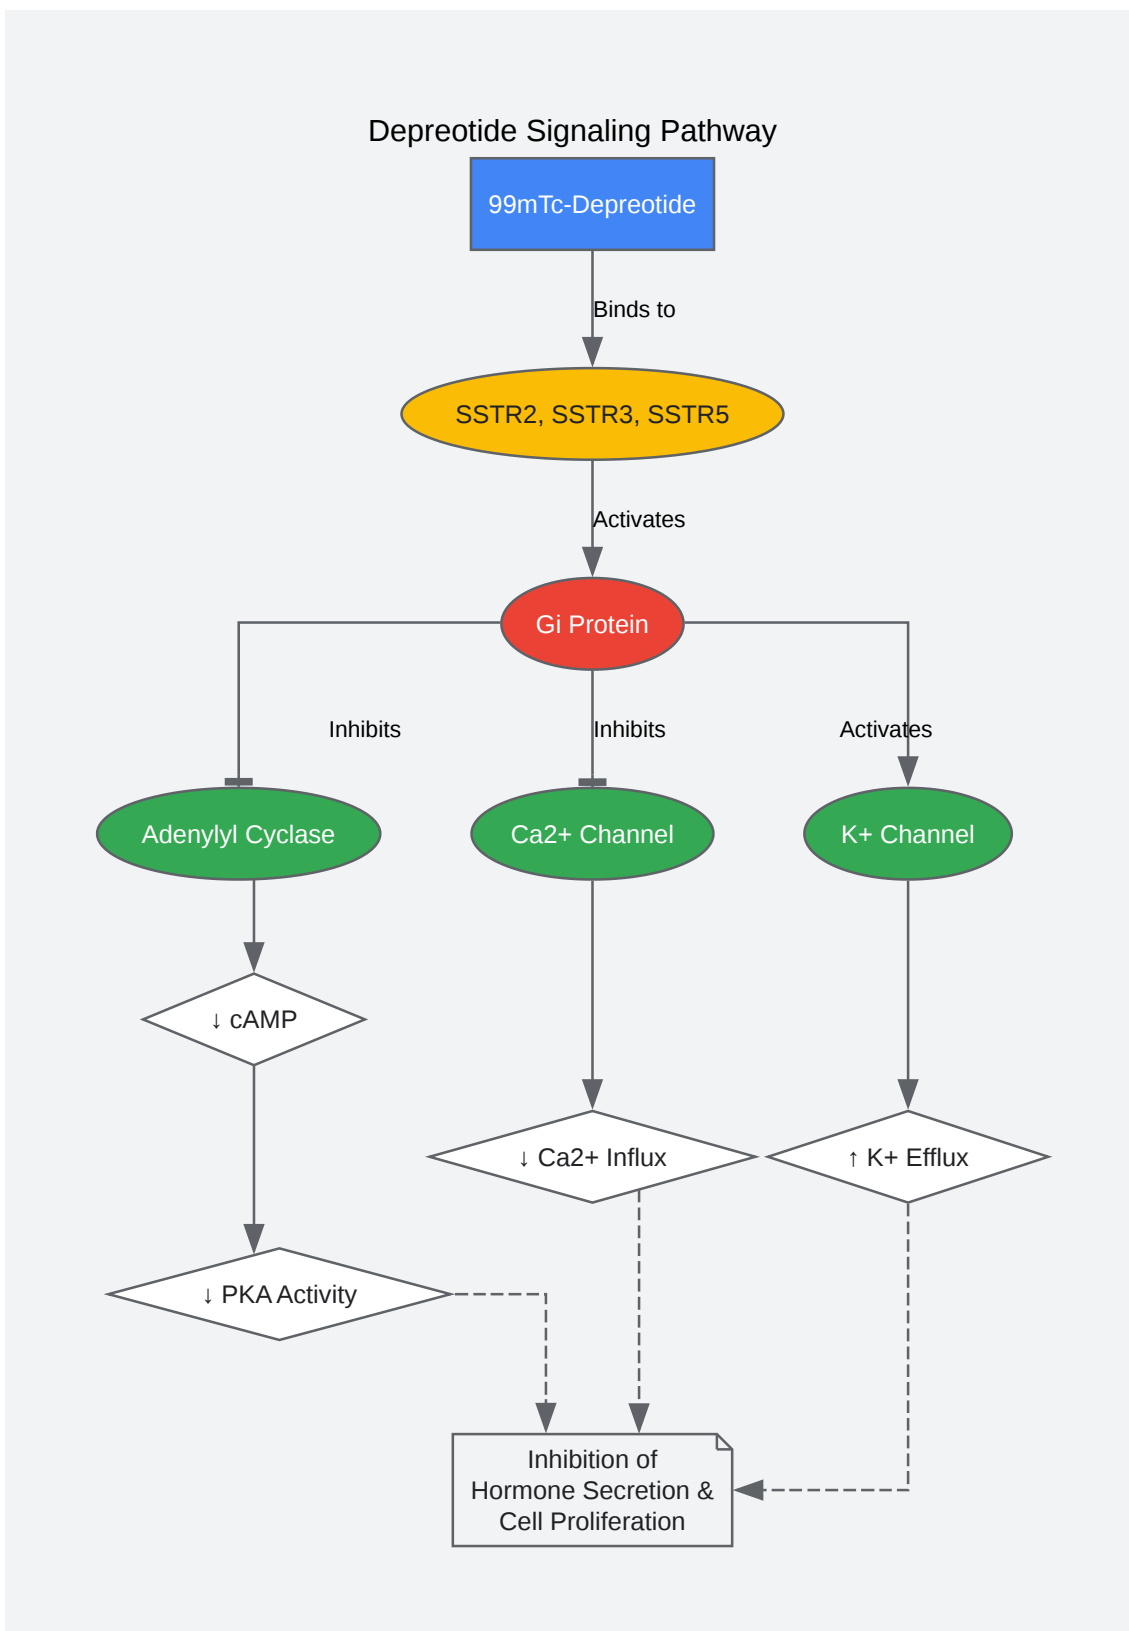 Depreotide Signaling Pathway
99mTc-Depreotide
Binds to
SSTR2, SSTR3, SSTR5
Activates
Gi Protein
Inhibits
Inhibits
Activates
Adenylyl Cyclase
Ca2+ Channel
K+ Channel
↓ cAMP
↓ Ca2+ Influx
↑ K+ Efflux
↓ PKA Activity
Inhibition of
Hormone Secretion &
Cell Proliferation